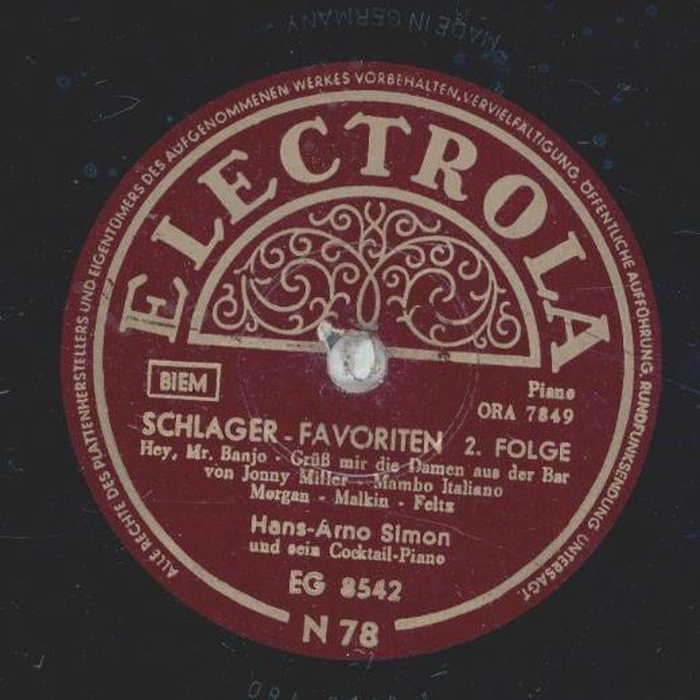 MADE IN GERMANY
ALLE RECHTE DES PLATTENHERSTELLERS UND EIGENTÜMERS DES AUFGENOMMENEN WERKES VORBEHALTEN, VERVIELFÄLTIGUNG, ÖFFENTLICHE AUFFÜHRUNG, RUNDFUNKSENDUNG UNTERSAGT.
ELECTROLA
BIEM
Piano
ORA 7849
SCHLAGER-FAVORITEN 2. FOLGE
Hey, Mr. Banjo - Grüß mir die Damen aus der Bar
von Jonny Miller - Mambo Italiano
Morgan - Malkin - Feltz
Hans-Arno Simon
und sein Cocktail-Piano
EG 8542
N 78